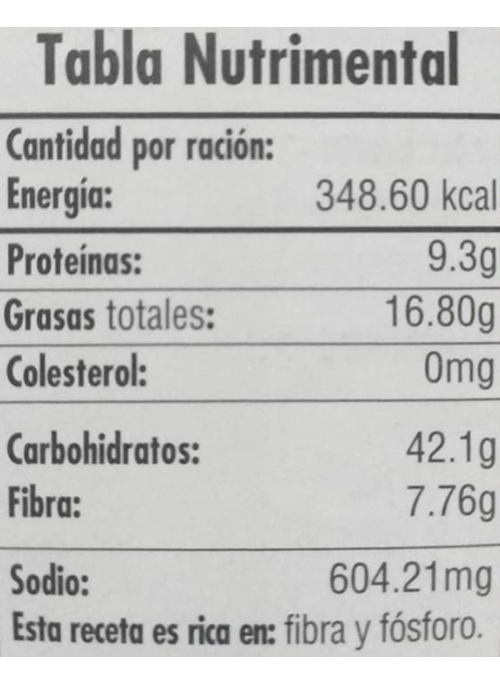 Tabla Nutrimental
Cantidad por ración:
Energía: 348.60 kcal
Proteínas: 9.3g
Grasas totales: 16.80g
Colesterol: 0mg
Carbohidratos: 42.1g
Fibra: 7.76g
Sodio: 604.21mg
Esta receta es rica en: fibra y fósforo.